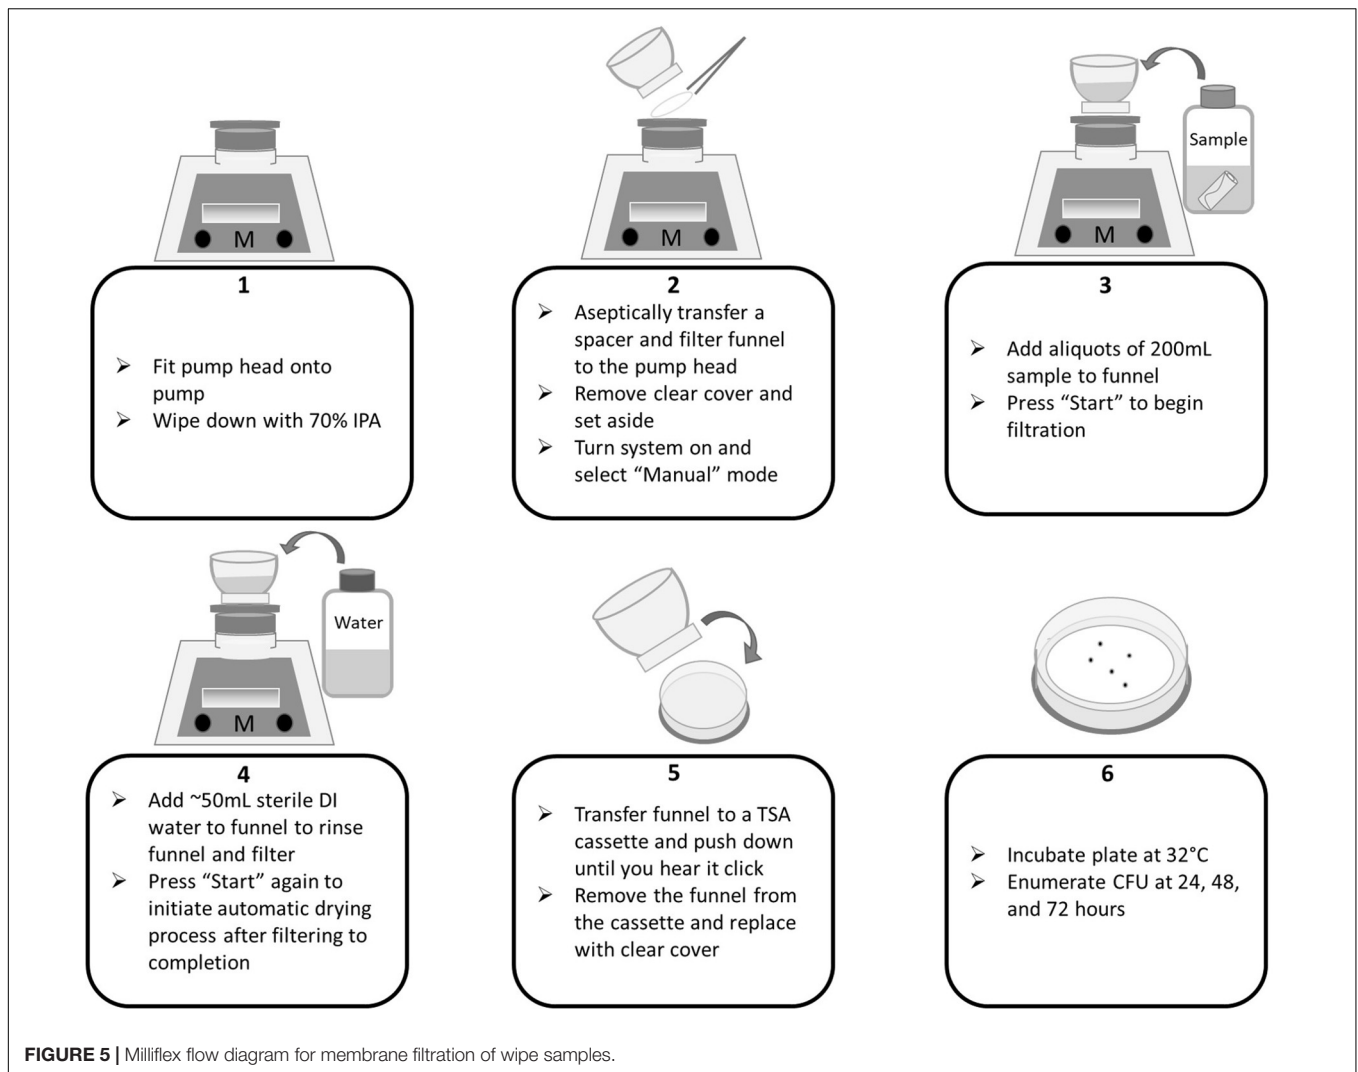 M
1
➢ Fit pump head onto
pump
➢ Wipe down with 70% IPA
M
2
➢ Aseptically transfer a
spacer and filter funnel
to the pump head
➢ Remove clear cover and
set aside
➢ Turn system on and
select “Manual” mode
Sample
M
3
➢ Add aliquots of 200mL
sample to funnel
➢ Press “Start” to begin
filtration
Water
M
4
➢ Add ~50mL sterile DI
water to funnel to rinse
funnel and filter
➢ Press “Start” again to
initiate automatic drying
process after filtering to
completion
5
➢ Transfer funnel to a TSA
cassette and push down
until you hear it click
➢ Remove the funnel from
the cassette and replace
with clear cover
6
➢ Incubate plate at 32°C
➢ Enumerate CFU at 24, 48,
and 72 hours
FIGURE 5 | Milliflex flow diagram for membrane filtration of wipe samples.